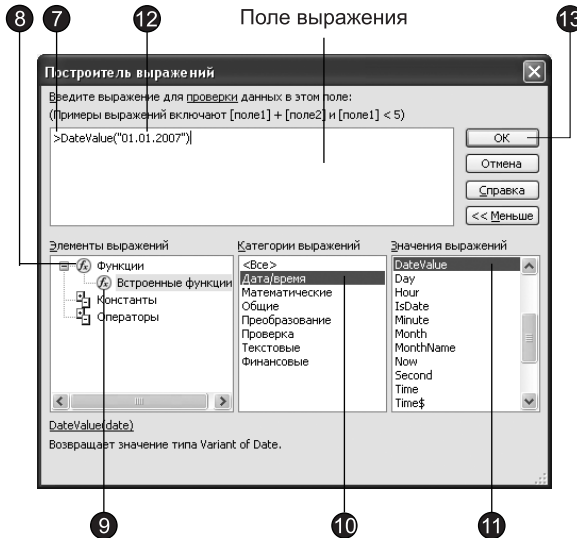 8 7 12 Поле выражения 13
Построитель выражений
Введите выражение для проверки данных в этом поле:
(Примеры выражений включают [поле1] + [поле2] и [поле1] < 5)
>DateValue("01.01.2007")
OK
Отмена
Справка
<< Меньше
Элементы выражений
Функции
Встроенные функции
Константы
Операторы
Категории выражений
<Все>
Дата/время
Математические
Общие
Преобразование
Проверка
Текстовые
Финансовые
Значения выражений
DateValue
Day
Hour
IsDate
Minute
Month
MonthName
Now
Second
Time
Time$
DateValue(date)
Возвращает значение типа Variant of Date.
9 10 11